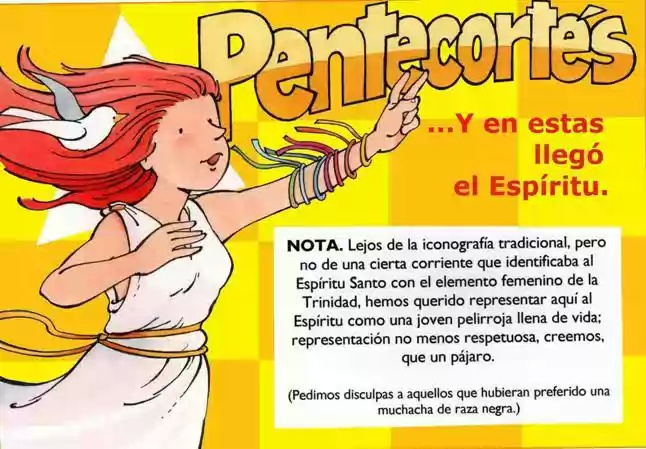 Pentecortés
...Y en estas
llegó
el Espíritu.
NOTA. Lejos de la iconografía tradicional, pero
no de una cierta corriente que identificaba al
Espíritu Santo con el elemento femenino de la
Trinidad, hemos querido representar aquí al
Espíritu como una joven pelirroja llena de vida;
representación no menos respetuosa, creemos,
que un pájaro.
(Pedimos disculpas a aquellos que hubieran preferido una
muchacha de raza negra.)